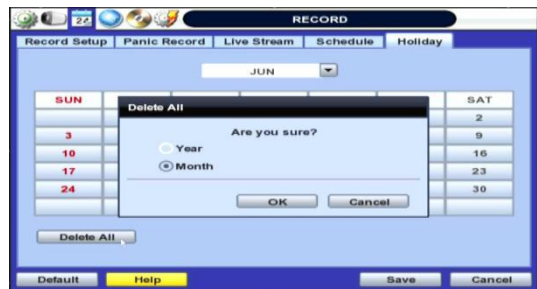 RECORD
Record Setup Panic Record Live Stream Schedule Holiday
JUN
SUN SAT
2
3 9
10 16
17 23
24 30
Delete All
Are you sure?
Year
Month
OK Cancel
Delete All
Default Help Save Cancel